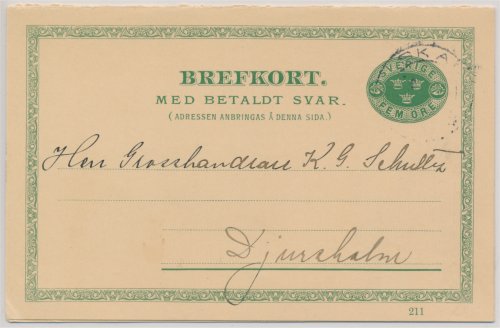 BREFKORT.
MED BETALDT SVAR.
(ADRESSEN ANBRINGAS Å DENNA SIDA.)
SVERIGE
FEM ÖRE
Herr Grosshandlare K. G. Schultz
Djursholm
211